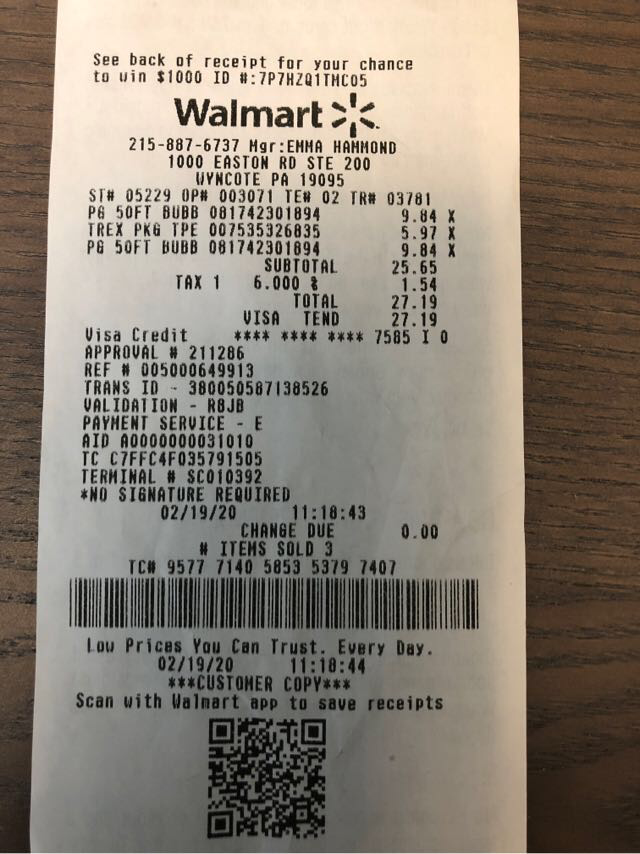 See back of receipt for your chance
to win $1000 ID #:7P7HZQ1TMC05
Walmart
215-887-6737 Mgr:EMMA HAMMOND
1000 EASTON RD STE 200
WYNCOTE PA 19095
ST# 05229 OP# 003071 TE# 02 TR# 03781
PG 50FT BUBB 081742301894 9.84 X
TREX PKG TPE 007535326835 5.97 X
PG 50FT BUBB 081742301894 9.84 X
SUBTOTAL 25.65
TAX 1 6.000 % 1.54
TOTAL 27.19
VISA TEND 27.19
Visa Credit **** **** **** 7585 I 0
APPROVAL # 211286
REF # 005000649913
TRANS ID - 380050587138526
VALIDATION - R8JB
PAYMENT SERVICE - E
AID A0000000031010
TC C7FFC4F035791505
TERMINAL # SC010392
*NO SIGNATURE REQUIRED
02/19/20 11:18:43
CHANGE DUE 0.00
# ITEMS SOLD 3
TC# 9577 7140 5853 5379 7407
Low Prices You Can Trust. Every Day.
02/19/20 11:18:44
***CUSTOMER COPY***
Scan with Walmart app to save receipts